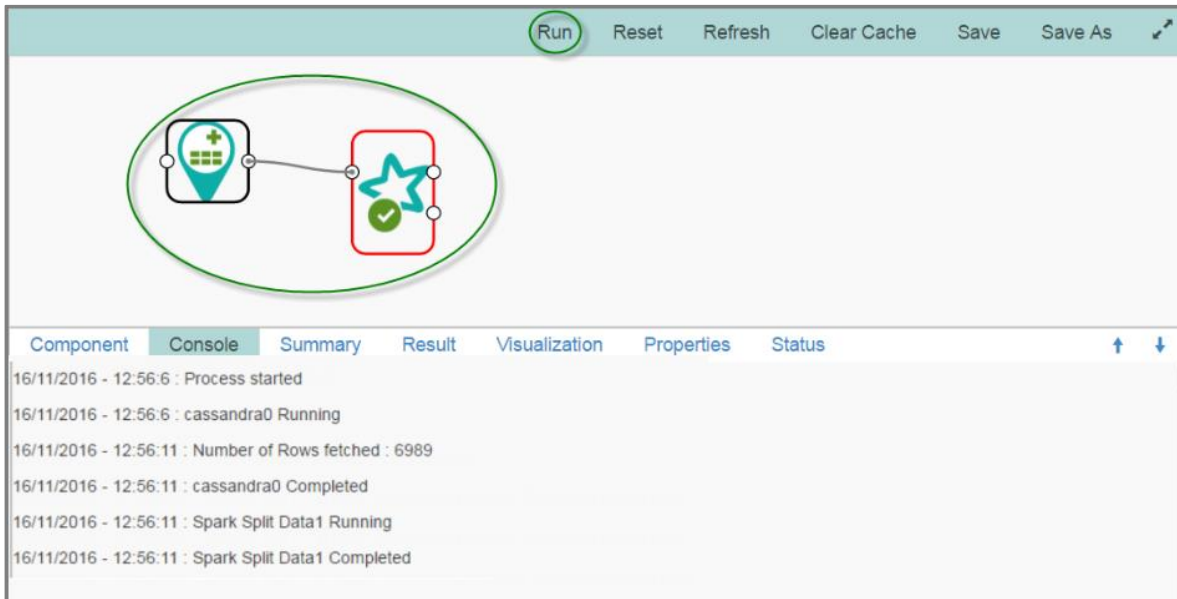 Run Reset Refresh Clear Cache Save Save As
Component Console Summary Result Visualization Properties Status
16/11/2016 - 12:56:6 : Process started
16/11/2016 - 12:56:6 : cassandra0 Running
16/11/2016 - 12:56:11 : Number of Rows fetched : 6989
16/11/2016 - 12:56:11 : cassandra0 Completed
16/11/2016 - 12:56:11 : Spark Split Data1 Running
16/11/2016 - 12:56:11 : Spark Split Data1 Completed